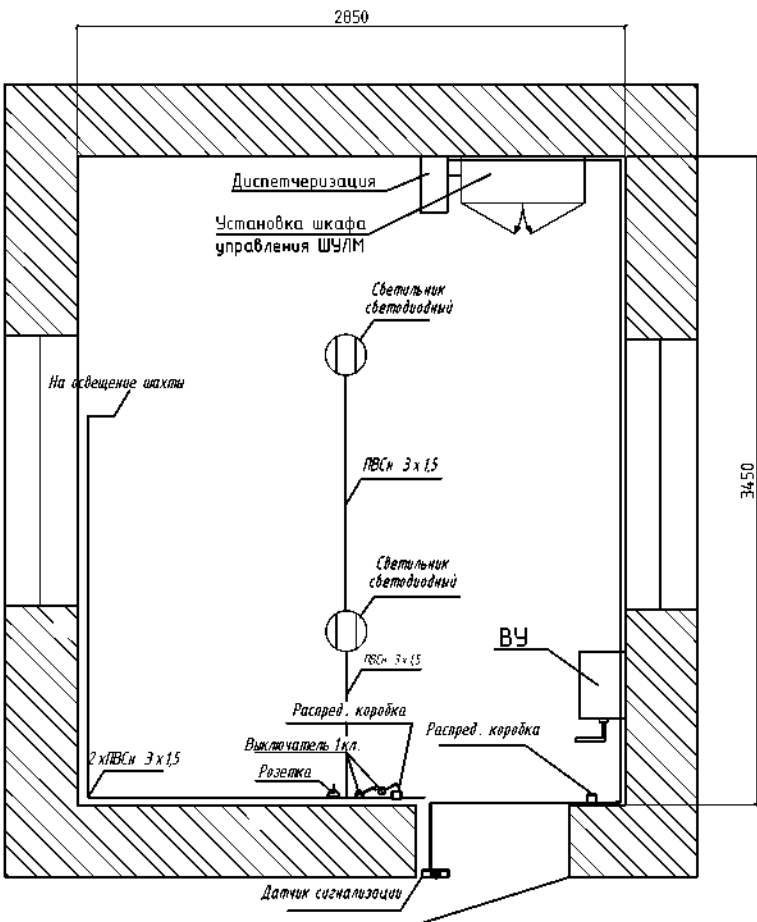 2850
Диспетчеризация
Установка шкафа
управления ШУЛМ
Светильник
светодиодный
На освещение шахты
ПВСн 3 х 1,5
3450
Светильник
светодиодный
ВУ
ПВСн 3 х 1,5
Распред. коробка
Распред. коробка
Выключатель 1кл.
2 хПВСн 3 х 1,5
Розетка
Датчик сигнализации